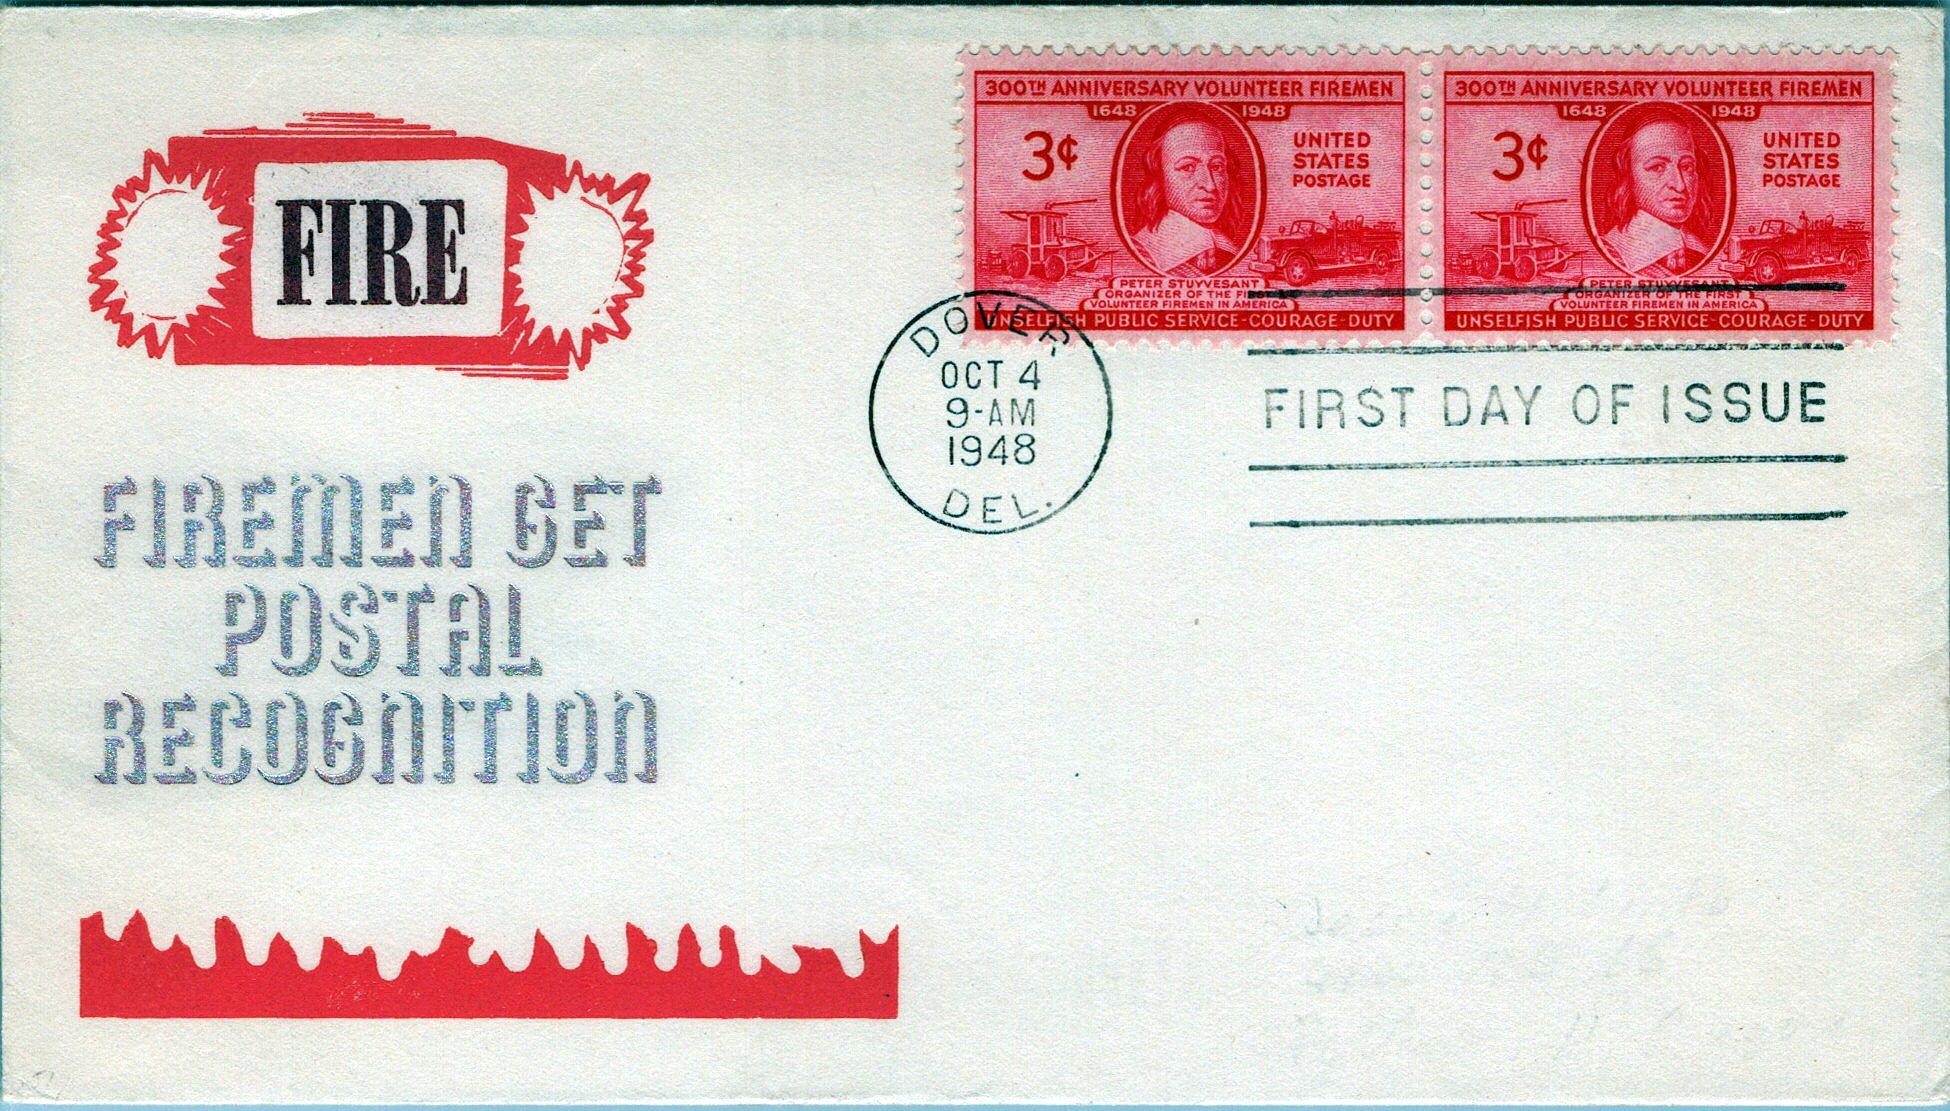 FIRE
FIREMEN GET
POSTAL
RECOGNITION
300TH ANNIVERSARY VOLUNTEER FIREMEN
1648 1948
3¢
UNITED
STATES
POSTAGE
PETER STUYVESANT
ORGANIZER OF THE FIRST
VOLUNTEER FIREMEN IN AMERICA
UNSELFISH PUBLIC SERVICE-COURAGE-DUTY
300TH ANNIVERSARY VOLUNTEER FIREMEN
1648 1948
3¢
UNITED
STATES
POSTAGE
PETER STUYVESANT
ORGANIZER OF THE FIRST
VOLUNTEER FIREMEN IN AMERICA
UNSELFISH PUBLIC SERVICE-COURAGE-DUTY
DOVER
OCT 4
9-AM
1948
DEL.
FIRST DAY OF ISSUE